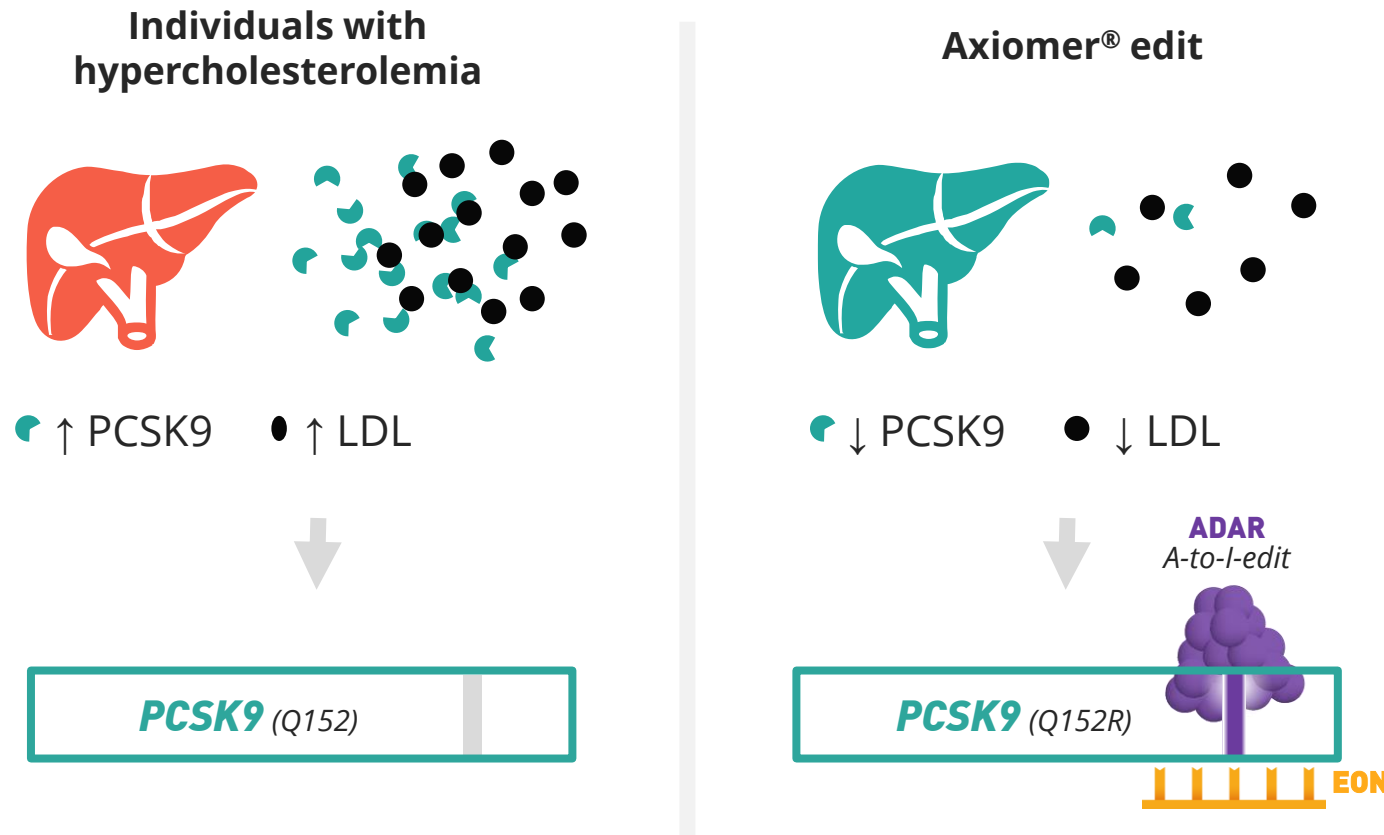 Individuals with
hypercholesterolemia
↑ PCSK9 ↑ LDL
PCSK9 (Q152)
Axiomer® edit
↓ PCSK9 ↓ LDL
ADAR
A-to-I-edit
PCSK9 (Q152R)
EON